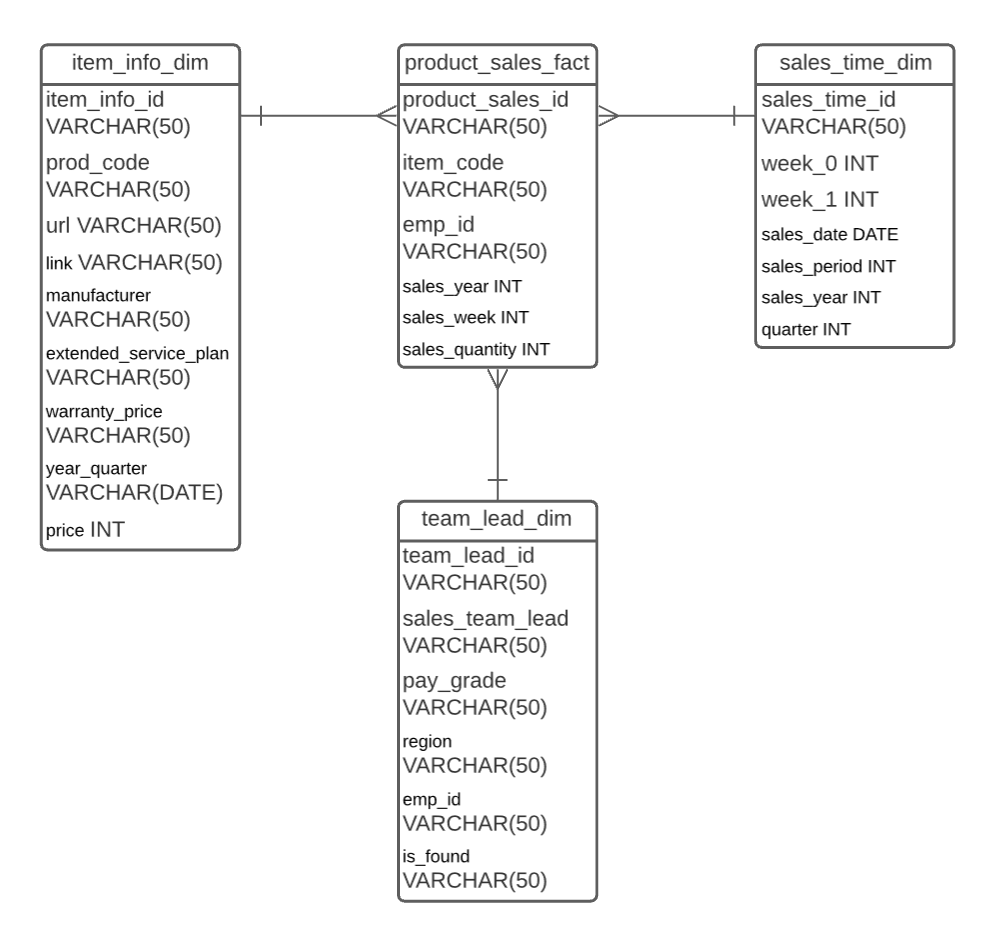 item_info_dim
item_info_id
VARCHAR(50)
prod_code
VARCHAR(50)
url VARCHAR(50)
link VARCHAR(50)
manufacturer
VARCHAR(50)
extended_service_plan
VARCHAR(50)
warranty_price
VARCHAR(50)
year_quarter
VARCHAR(DATE)
price INT
product_sales_fact
product_sales_id
VARCHAR(50)
item_code
VARCHAR(50)
emp_id
VARCHAR(50)
sales_year INT
sales_week INT
sales_quantity INT
sales_time_dim
sales_time_id
VARCHAR(50)
week_0 INT
week_1 INT
sales_date DATE
sales_period INT
sales_year INT
quarter INT
team_lead_dim
team_lead_id
VARCHAR(50)
sales_team_lead
VARCHAR(50)
pay_grade
VARCHAR(50)
region
VARCHAR(50)
emp_id
VARCHAR(50)
is_found
VARCHAR(50)